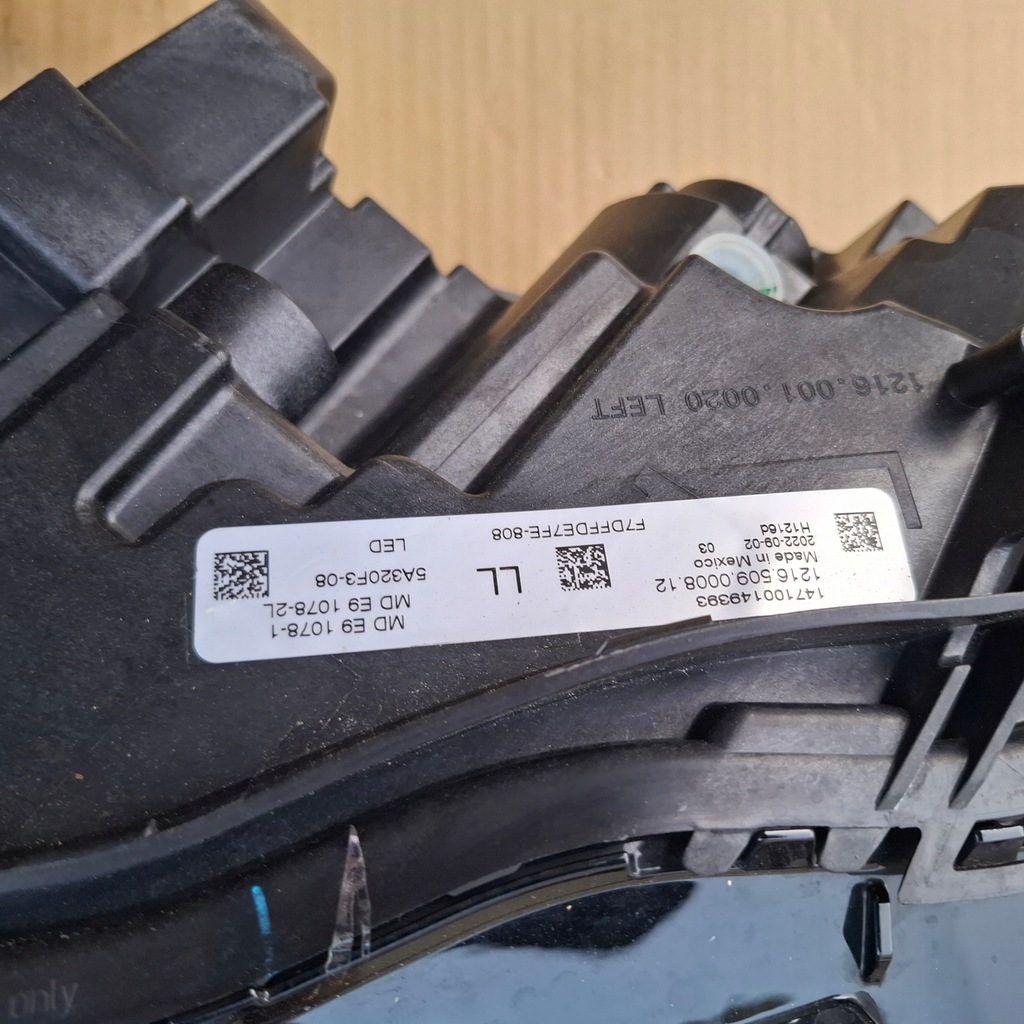 1216.001.0020 LEFT
147100149393
1216.509.0008.12
Made in Mexico
2022-09-02 03
H1216d
LL
F7DFFDE7FE-808
MD E9 1078-1
MD E9 1078-2L
5A320F3-08
LED
only